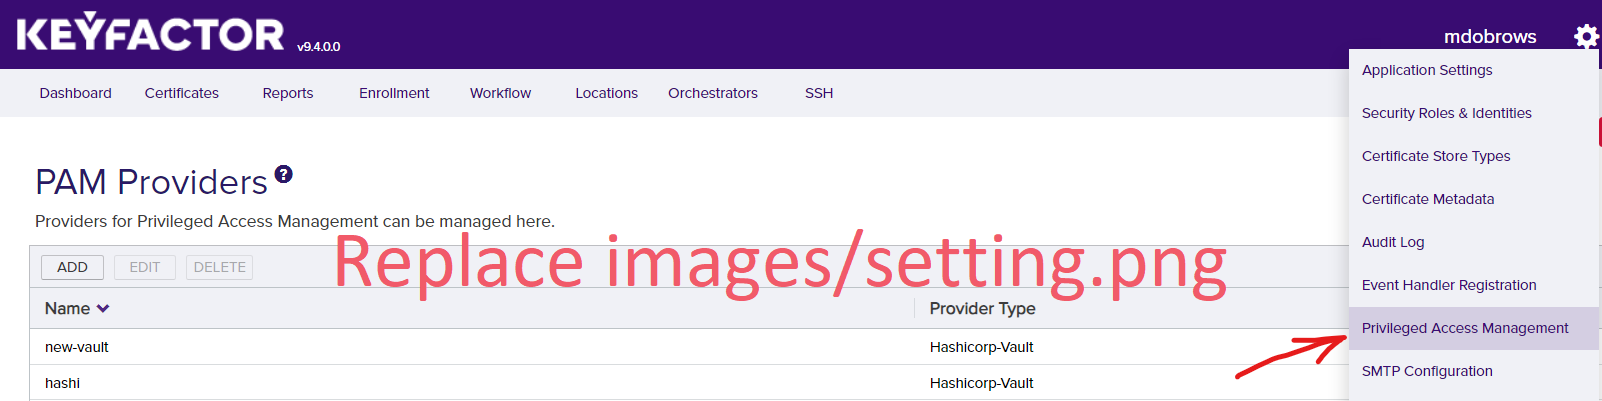 KEYFACTOR v9.4.0.0
mdobrows
Dashboard Certificates Reports Enrollment Workflow Locations Orchestrators SSH
Application Settings
Security Roles & Identities
Certificate Store Types
Certificate Metadata
Audit Log
Event Handler Registration
Privileged Access Management
SMTP Configuration
PAM Providers ?
Providers for Privileged Access Management can be managed here.
Replace images/setting.png
ADD EDIT DELETE
Name Provider Type
new-vault Hashicorp-Vault
hashi Hashicorp-Vault